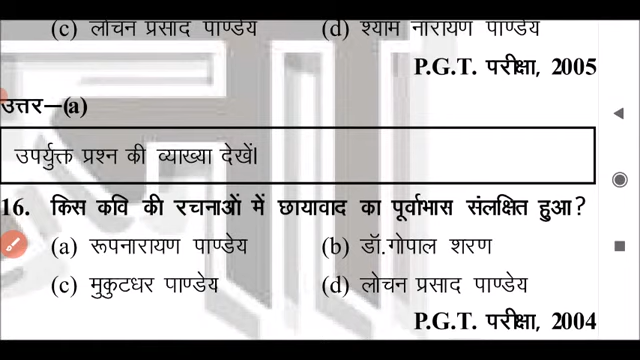 (c) लोचन प्रसाद पाण्डेय (d) श्याम नारायण पाण्डेय
P.G.T. परीक्षा, 2005
उत्तर—(a)
उपर्युक्त प्रश्न की व्याख्या देखें।
16. किस कवि की रचनाओं में छायावाद का पूर्वाभास संलक्षित हुआ?
(a) रूपनारायण पाण्डेय (b) डॉ.गोपाल शरण
(c) मुकुटधर पाण्डेय (d) लोचन प्रसाद पाण्डेय
P.G.T. परीक्षा, 2004